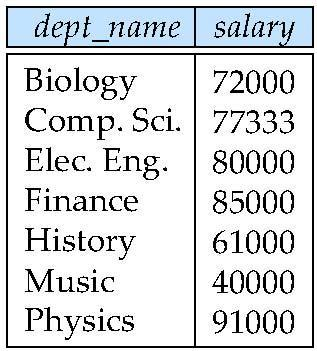 dept_name salary
Biology 72000
Comp. Sci. 77333
Elec. Eng. 80000
Finance 85000
History 61000
Music 40000
Physics 91000